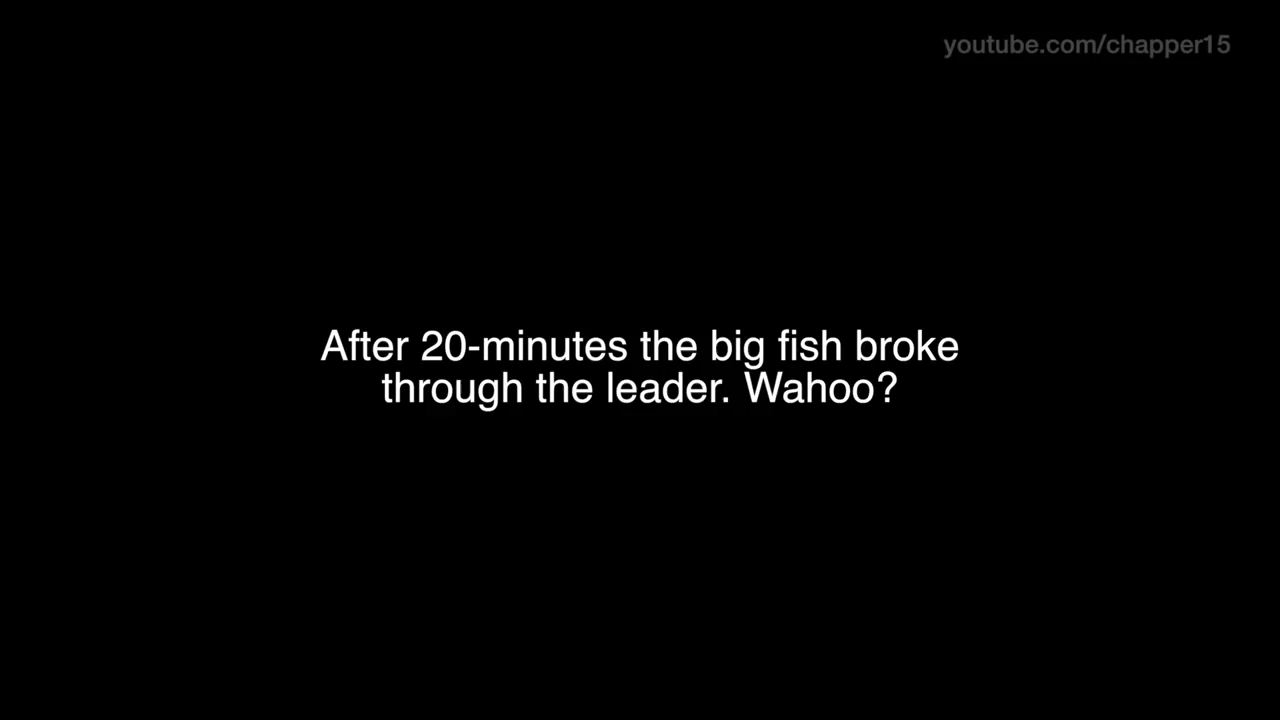 youtube.com/chapper15
After 20-minutes the big fish broke
through the leader. Wahoo?